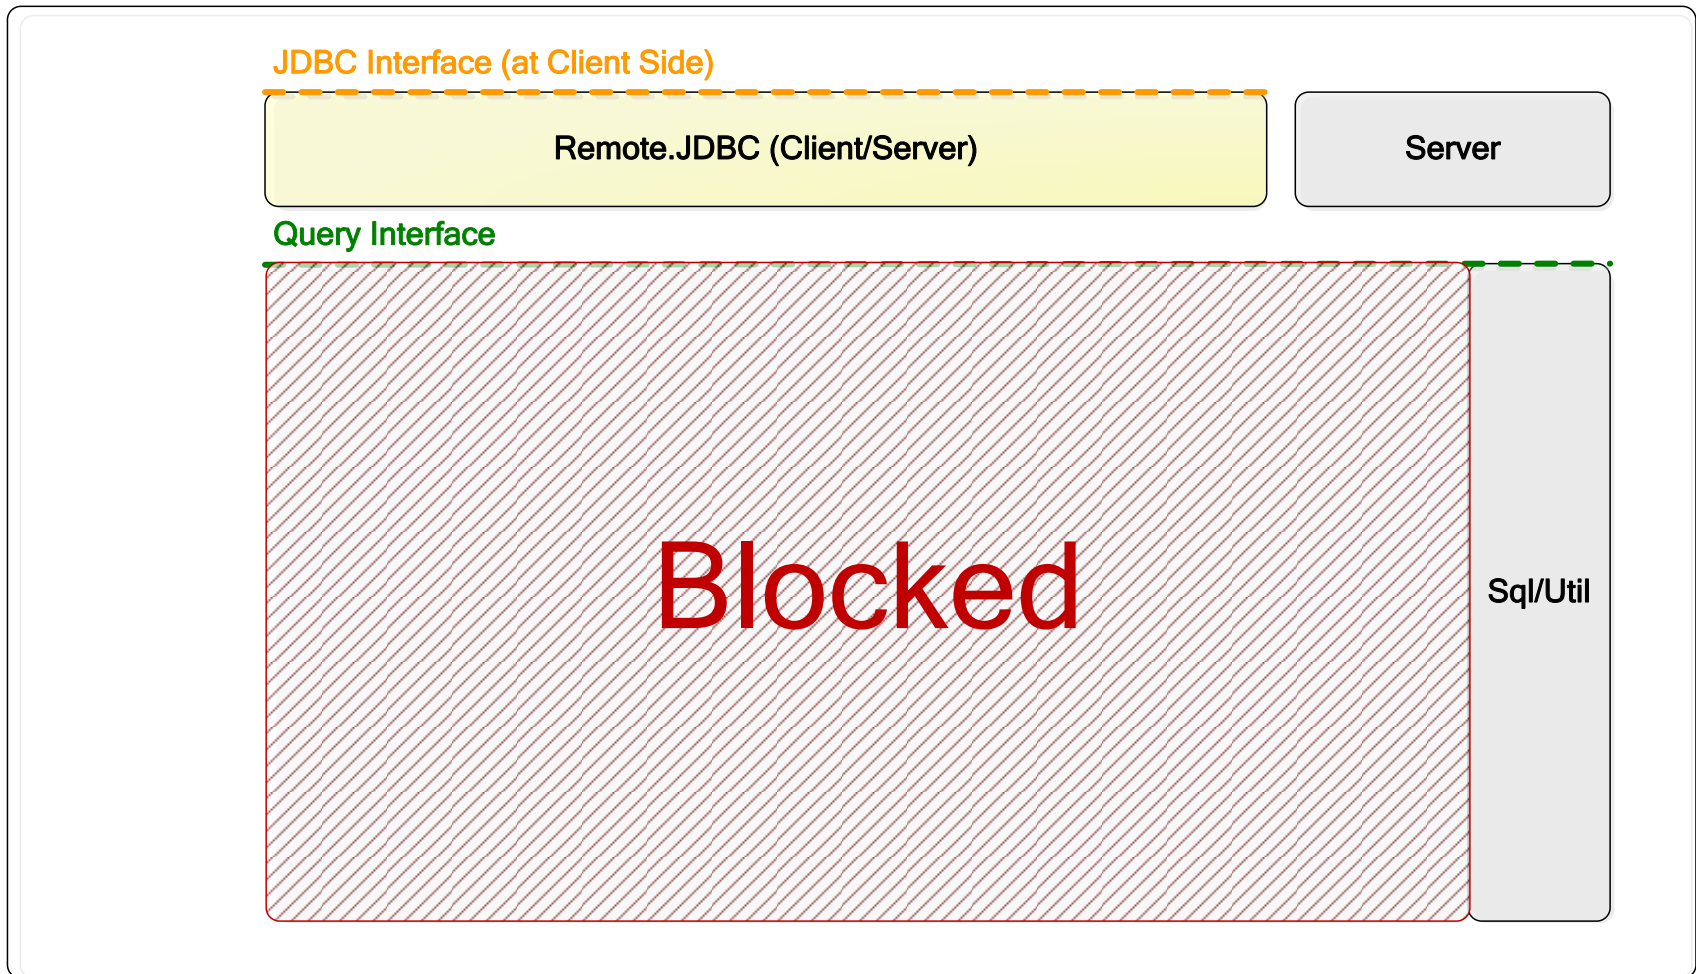 JDBC Interface (at Client Side)
Remote.JDBC (Client/Server)
Server
Query Interface
Blocked
Sql/Util